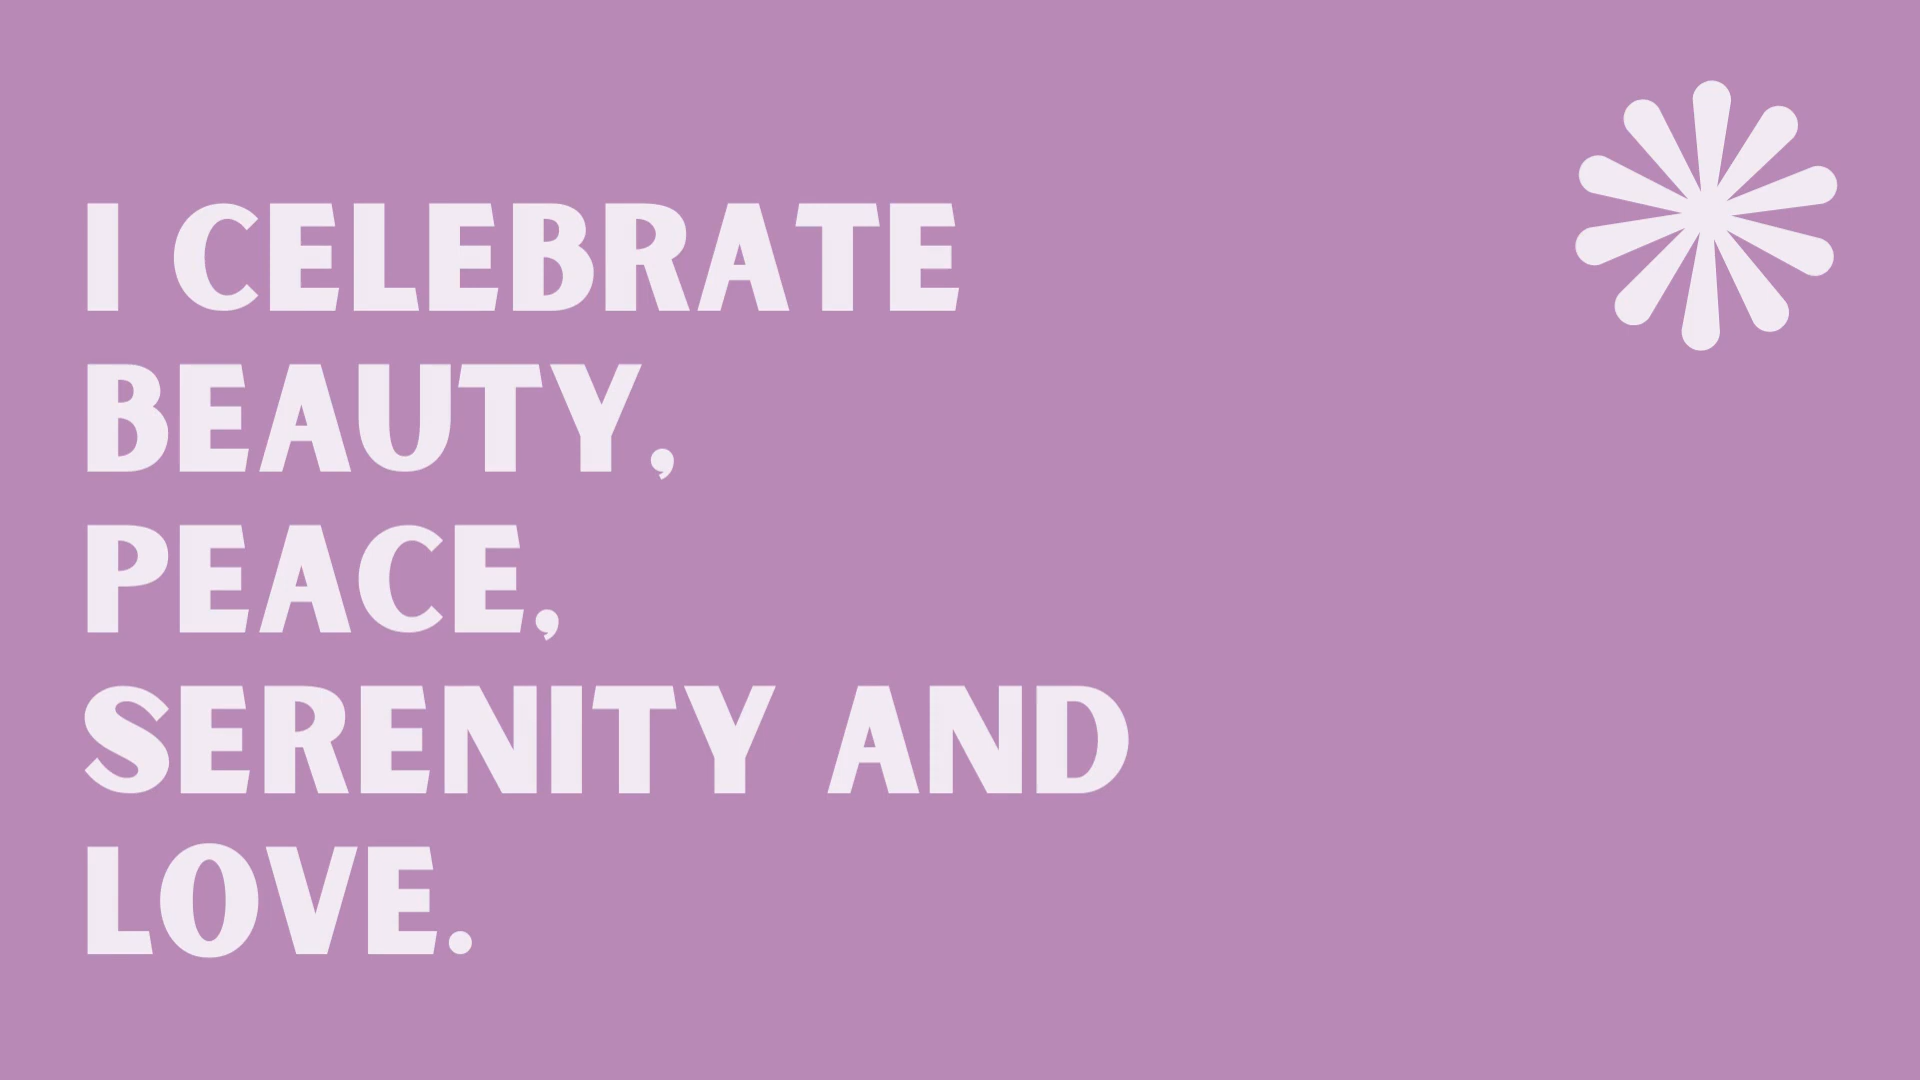 I CELEBRATE
BEAUTY,
PEACE,
SERENITY AND
LOVE.